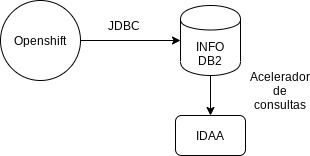 JDBC
Openshift
INFO
DB2
Acelerador
de
consultas
IDAA